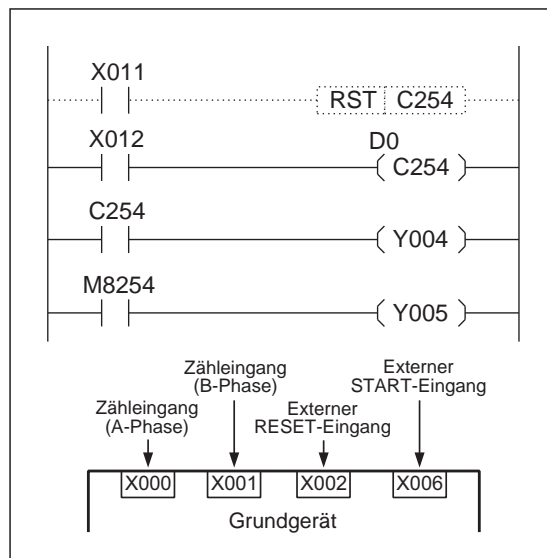 X011
RST C254
X012
D0
C254
C254
Y004
M8254
Y005
Zähleingang
(B-Phase)
Externer
START-Eingang
Zähleingang
(A-Phase)
Externer
RESET-Eingang
X000 X001 X002 X006
Grundgerät